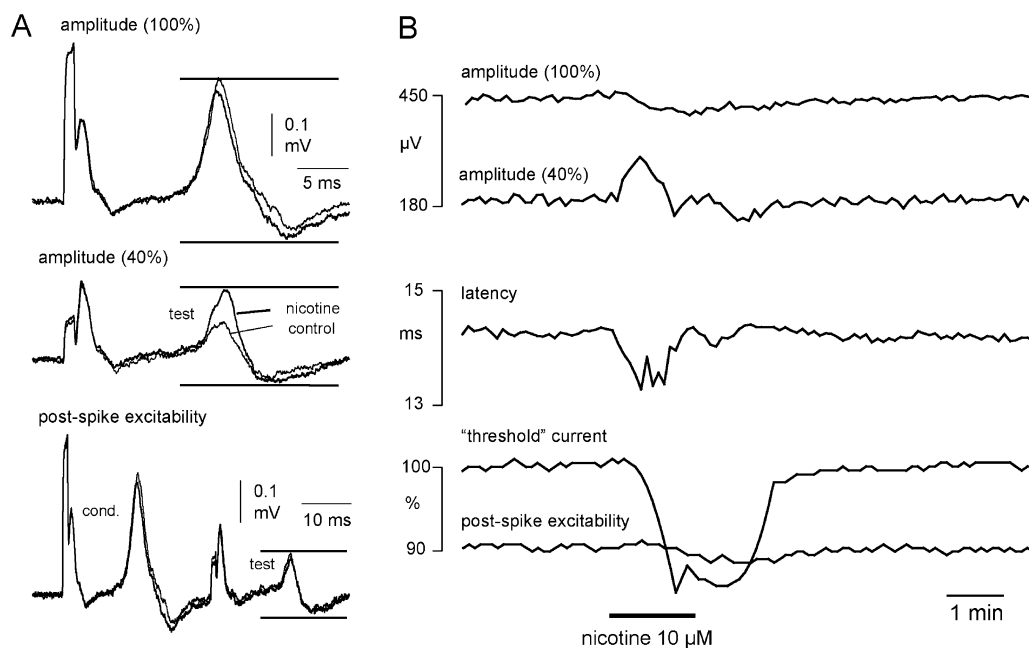 A
amplitude (100%)
0.1
mV
5 ms
amplitude (40%)
test
nicotine
control
post-spike excitability
cond.
0.1
mV
10 ms
test
B
amplitude (100%)
450
µV
amplitude (40%)
180
15
latency
ms
13
“threshold” current
100
%
post-spike excitability
90
1 min
nicotine 10 µM